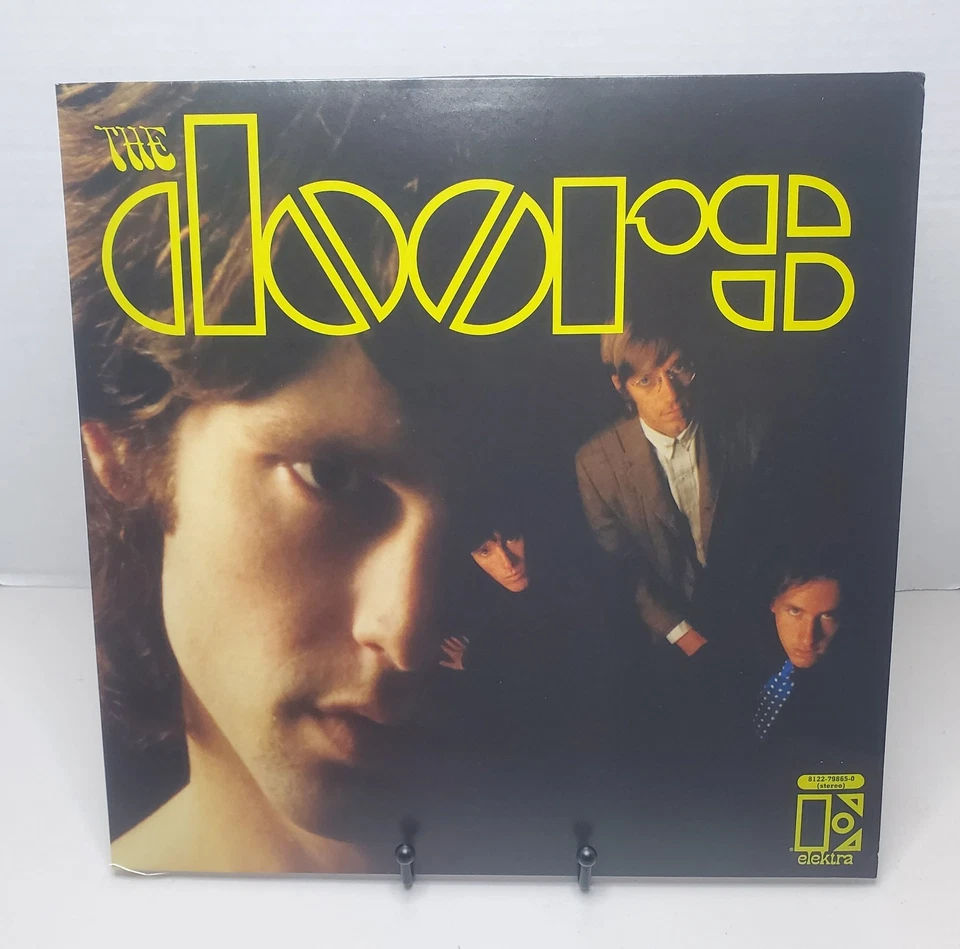 THE
doors
8122-79865-0
(stereo)
elektra